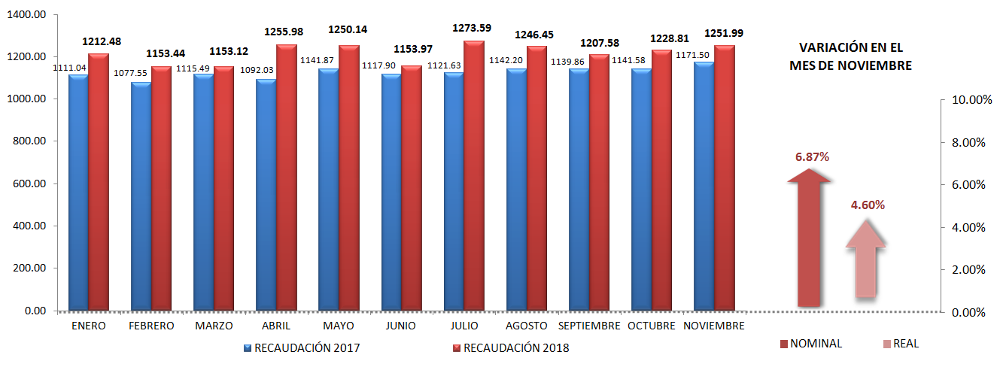 1400.00
1200.00
1000.00
800.00
600.00
400.00
200.00
0.00
1111.04
1212.48
1077.55
1153.44
1115.49
1153.12
1092.03
1255.98
1141.87
1250.14
1117.90
1153.97
1121.63
1273.59
1142.20
1246.45
1139.86
1207.58
1141.58
1228.81
1171.50
1251.99
ENERO
FEBRERO
MARZO
ABRIL
MAYO
JUNIO
JULIO
AGOSTO
SEPTIEMBRE
OCTUBRE
NOVIEMBRE
RECAUDACIÓN 2017
RECAUDACIÓN 2018
VARIACIÓN EN EL
MES DE NOVIEMBRE
10.00%
8.00%
6.00%
4.00%
2.00%
0.00%
6.87%
4.60%
NOMINAL
REAL